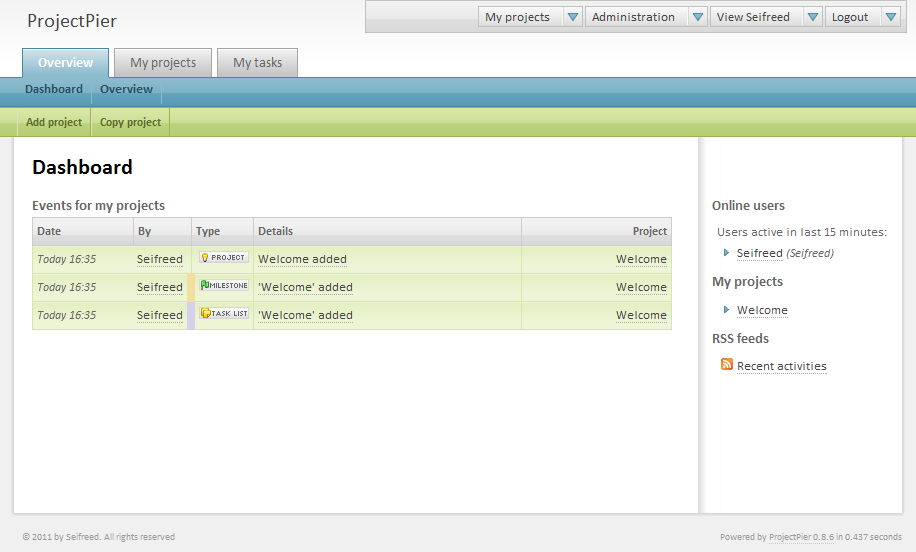 ProjectPier
My projects Administration View Seifreed Logout
Overview My projects My tasks
Dashboard Overview
Add project Copy project
Dashboard
Events for my projects
Date By Type Details Project
Today 16:35 Seifreed PROJECT Welcome added Welcome
Today 16:35 Seifreed MILESTONE 'Welcome' added Welcome
Today 16:35 Seifreed TASK LIST 'Welcome' added Welcome
Online users
Users active in last 15 minutes:
Seifreed (Seifreed)
My projects
Welcome
RSS feeds
Recent activities
© 2011 by Seifreed. All rights reserved
Powered by ProjectPier 0.8.6 in 0.437 seconds